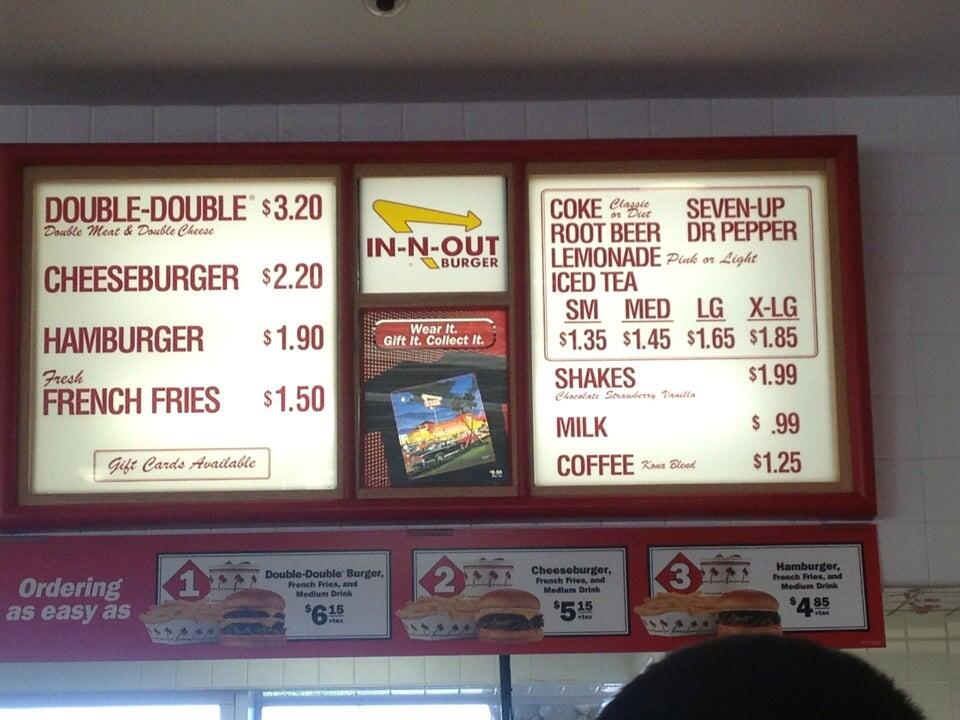 DOUBLE-DOUBLE® $3.20
Double Meat & Double Cheese
CHEESEBURGER $2.20
HAMBURGER $1.90
Fresh
FRENCH FRIES $1.50
Gift Cards Available
IN-N-OUT
BURGER
Wear It.
Gift It. Collect It.
COKE Classic or Diet SEVEN-UP
ROOT BEER DR PEPPER
LEMONADE Pink or Light
ICED TEA
SM MED LG X-LG
$1.35 $1.45 $1.65 $1.85
SHAKES $1.99
Chocolate Strawberry Vanilla
MILK $ .99
COFFEE Kona Blend $1.25
Ordering
as easy as
1
Double-Double® Burger,
French Fries, and
Medium Drink
$6.15
+tax
2
Cheeseburger,
French Fries, and
Medium Drink
$5.15
+tax
3
Hamburger,
French Fries, and
Medium Drink
$4.85
+tax